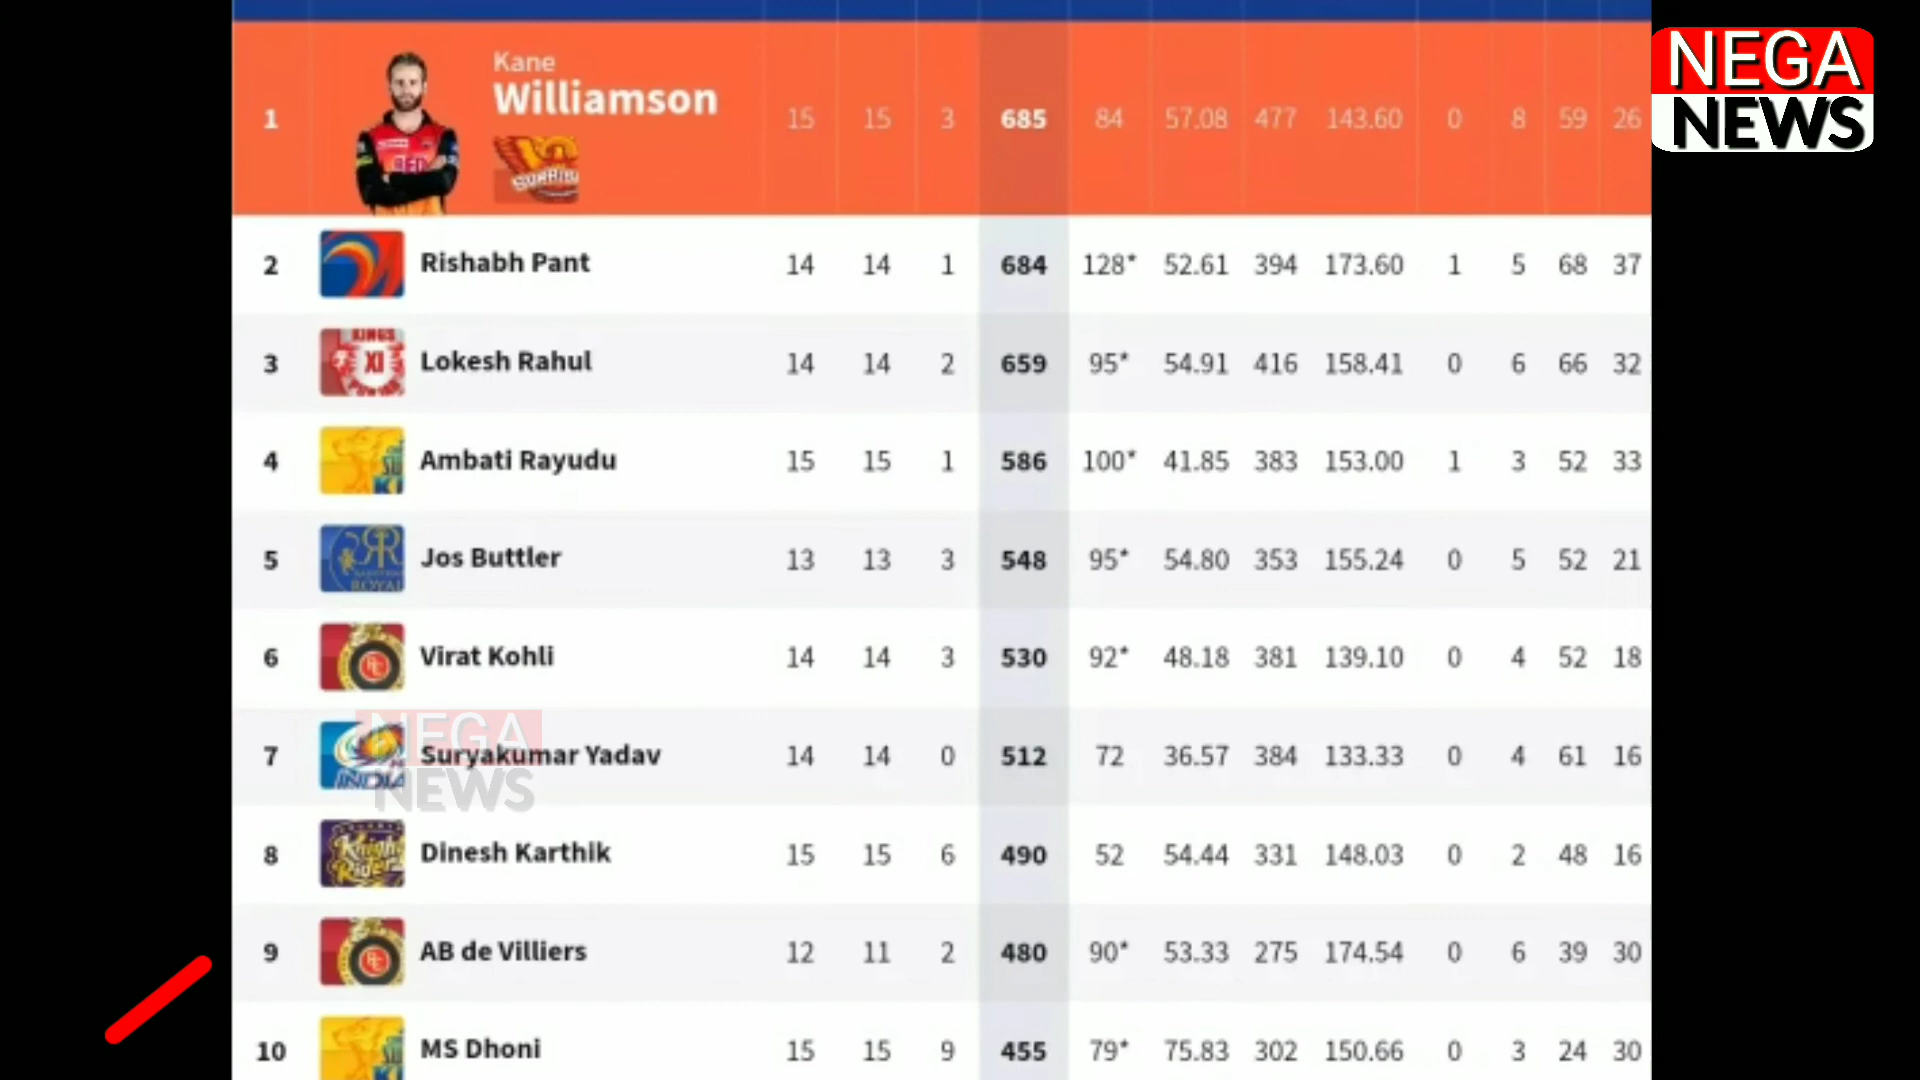 NEGA
NEWS
Kane
1 Williamson 15 15 3 685 84 57.08 477 143.60 0 8 59 26
2 Rishabh Pant 14 14 1 684 128* 52.61 394 173.60 1 5 68 37
KINGS
XI
3 Lokesh Rahul 14 14 2 659 95* 54.91 416 158.41 0 6 66 32
4 Ambati Rayudu 15 15 1 586 100* 41.85 383 153.00 1 3 52 33
5 Jos Buttler 13 13 3 548 95* 54.80 353 155.24 0 5 52 21
6 Virat Kohli 14 14 3 530 92* 48.18 381 139.10 0 4 52 18
NEGA
7 Suryakumar Yadav 14 14 0 512 72 36.57 384 133.33 0 4 61 16
NEWS
8 Dinesh Karthik 15 15 6 490 52 54.44 331 148.03 0 2 48 16
9 AB de Villiers 12 11 2 480 90* 53.33 275 174.54 0 6 39 30
10 MS Dhoni 15 15 9 455 79* 75.83 302 150.66 0 3 24 30